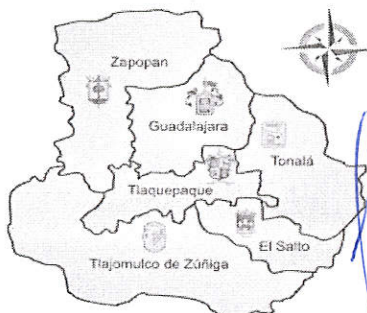 Zapopan
Guadalajara
Tonalá
Tlaquepaque
El Salto
Tlajomulco de Zúñiga